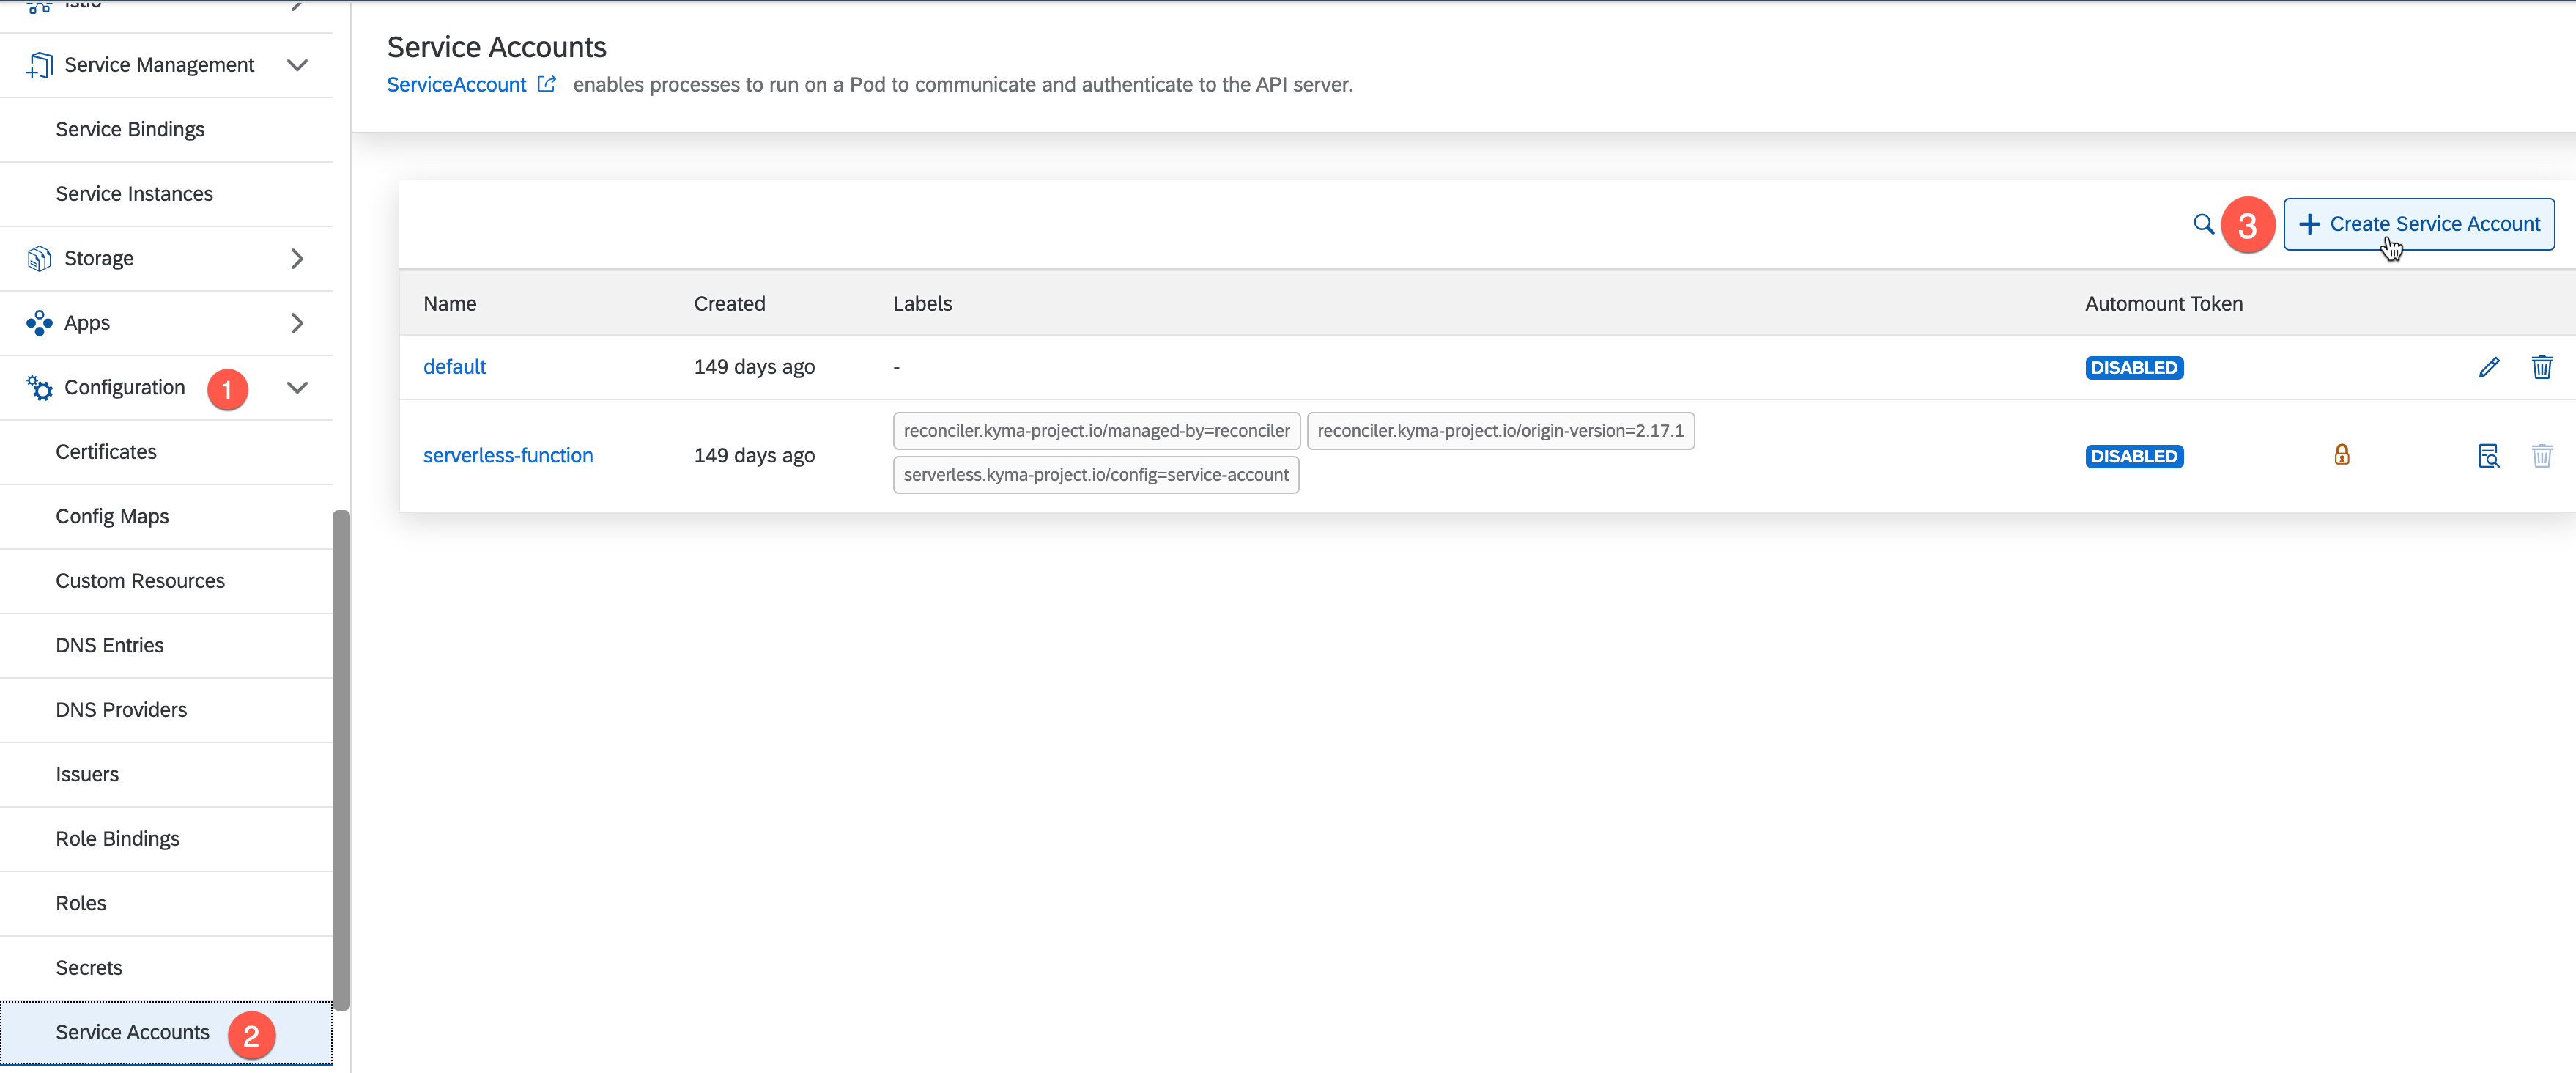 Istio
Service Management
Service Bindings
Service Instances
Storage
Apps
Configuration 1
Certificates
Config Maps
Custom Resources
DNS Entries
DNS Providers
Issuers
Role Bindings
Roles
Secrets
Service Accounts 2
Service Accounts
ServiceAccount enables processes to run on a Pod to communicate and authenticate to the API server.
3 + Create Service Account
Name Created Labels Automount Token
default 149 days ago - DISABLED
reconciler.kyma-project.io/managed-by=reconciler reconciler.kyma-project.io/origin-version=2.17.1
serverless-function 149 days ago DISABLED
serverless.kyma-project.io/config=service-account